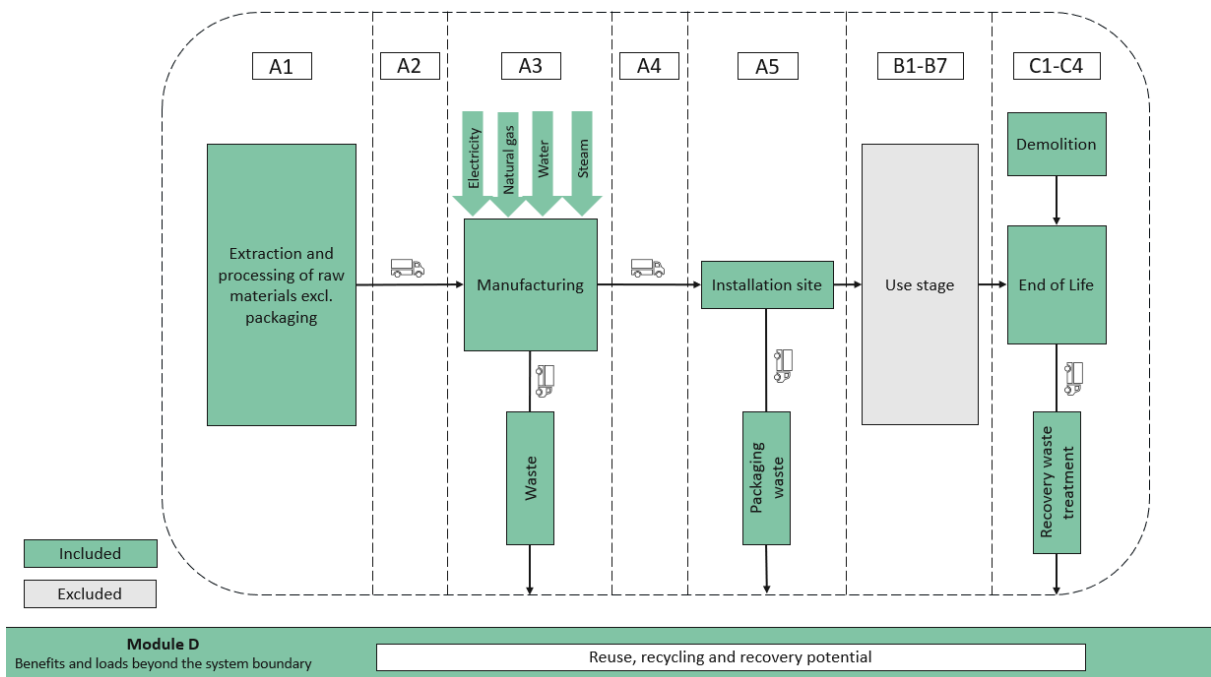 A1
A2
A3
A4
A5
B1-B7
C1-C4
Electricity
Natural gas
Water
Steam
Demolition
Extraction and
processing of raw
materials excl.
packaging
Manufacturing
Installation site
Use stage
End of Life
Waste
Packaging
waste
Recovery waste
treatment
Included
Excluded
Module D
Benefits and loads beyond the system boundary
Reuse, recycling and recovery potential